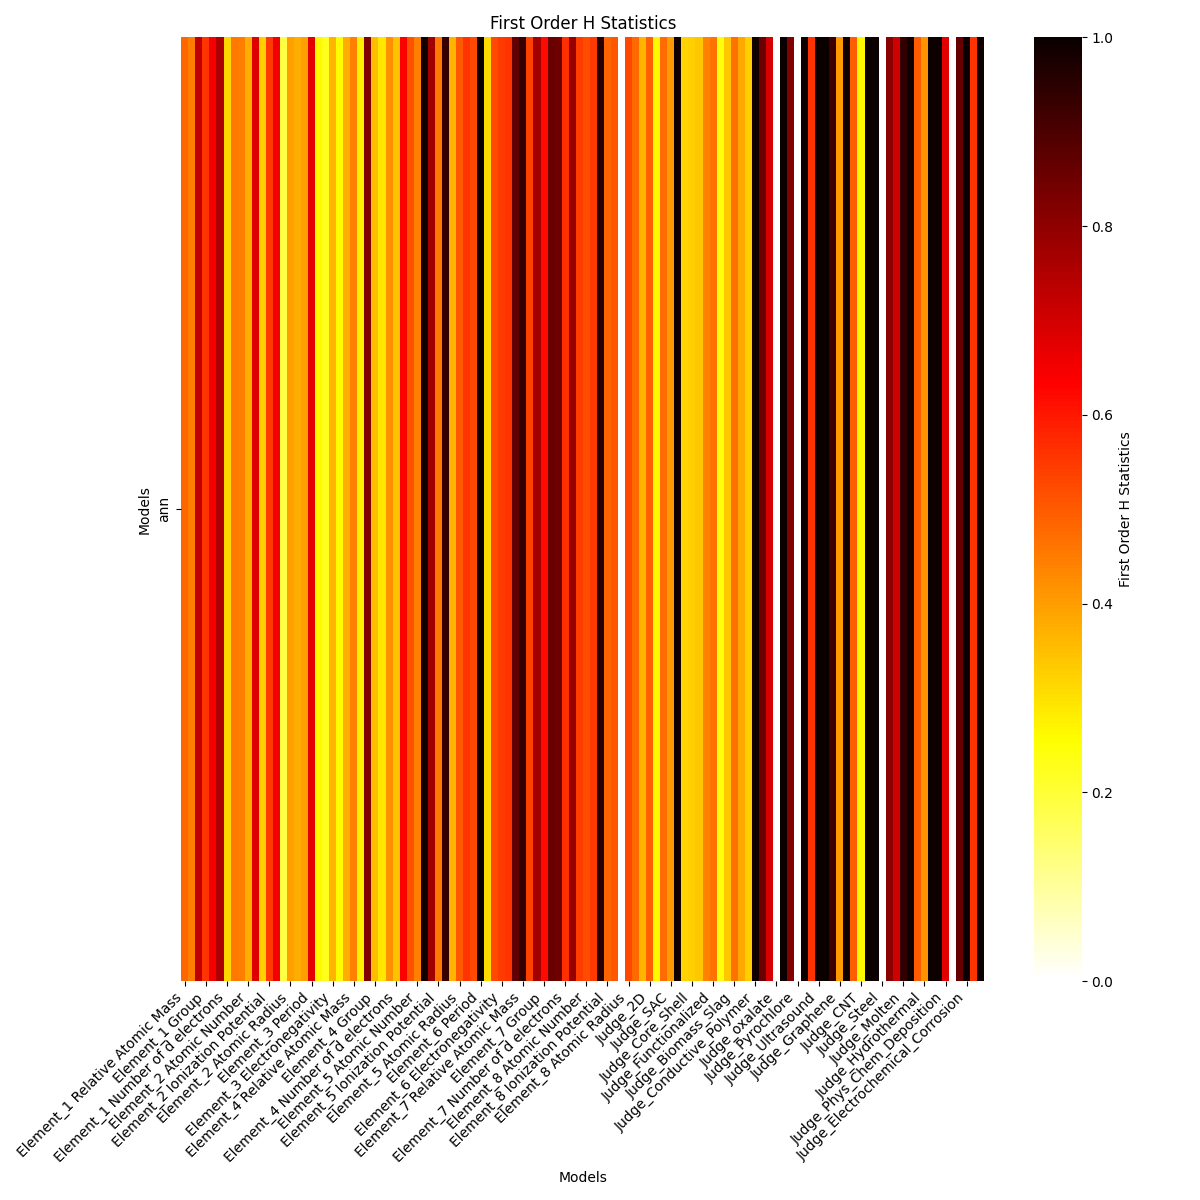 First Order H Statistics
Models
ann
Element_1 Relative Atomic Mass
Element_1 Group
Element_1 Number of d electrons
Element_2 Atomic Number
Element_2 Ionization Potential
Element_2 Atomic Radius
Element_3 Period
Element_3 Electronegativity
Element_4 Relative Atomic Mass
Element_4 Group
Element_4 Number of d electrons
Element_5 Atomic Number
Element_5 Ionization Potential
Element_5 Atomic Radius
Element_6 Period
Element_6 Electronegativity
Element_7 Relative Atomic Mass
Element_7 Group
Element_7 Number of d electrons
Element_8 Atomic Number
Element_8 Ionization Potential
Element_8 Atomic Radius
Judge_2D
Judge_SAC
Judge_Core_Shell
Judge_Functionalized
Judge_Biomass_Slag
Judge_Conductive_Polymer
Judge_oxalate
Judge_Pyrochlore
Judge_Ultrasound
Judge_Graphene
Judge_CNT
Judge_Steel
Judge_Molten
Judge_Hydrothermal
Judge_Phys_Chem_Deposition
Judge_Electrochemical_Corrosion
Models
1.0
0.8
0.6
0.4
0.2
0.0
First Order H Statistics